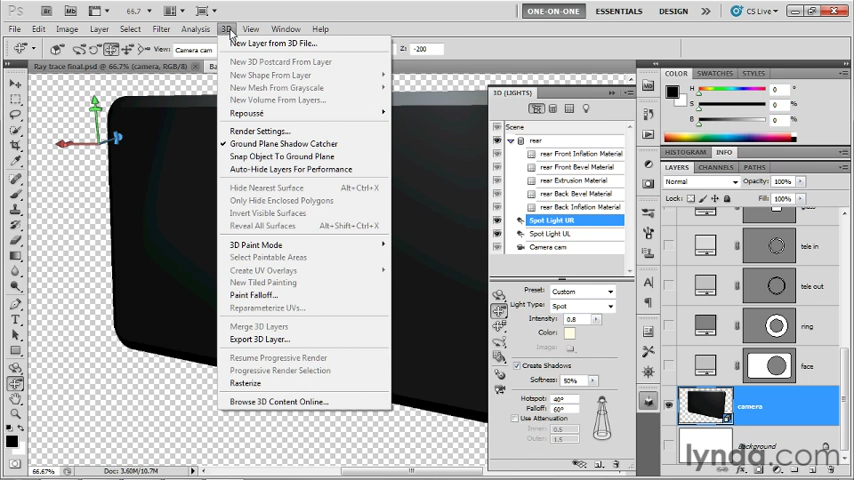 Ps
66.7
ONE-ON-ONE
ESSENTIALS
DESIGN
CS Live
File
Edit
Image
Layer
Select
Filter
Analysis
3D
View
Window
Help
View:
Camera cam
Z: -200
Ray trace final.psd @ 66.7% (camera, RGB/8)
Ba
New Layer from 3D File...
New 3D Postcard From Layer
New Shape From Layer
New Mesh From Grayscale
New Volume From Layers...
Repoussé
Render Settings...
Ground Plane Shadow Catcher
Snap Object To Ground Plane
Auto-Hide Layers For Performance
Hide Nearest Surface Alt+Ctrl+X
Only Hide Enclosed Polygons
Invert Visible Surfaces
Reveal All Surfaces Alt+Shift+Ctrl+X
3D Paint Mode
Select Paintable Areas
Create UV Overlays
New Tiled Painting
Paint Falloff...
Reparameterize UVs...
Merge 3D Layers
Export 3D Layer...
Resume Progressive Render
Progressive Render Selection
Rasterize
Browse 3D Content Online...
3D {LIGHTS}
Scene
rear
rear Front Inflation Material
rear Front Bevel Material
rear Extrusion Material
rear Back Bevel Material
rear Back Inflation Material
Spot Light UR
Spot Light UL
Camera cam
Preset: Custom
Light Type: Spot
Intensity: 0.8
Color:
Image:
Create Shadows
Softness: 50%
Hotspot: 40°
Falloff: 60°
Use Attenuation
Inner: 0.5
Outer: 1.5
COLOR
SWATCHES
STYLES
H 0
S 0 %
0 %
HISTOGRAM
INFO
LAYERS
CHANNELS
PATHS
Normal
Opacity: 100%
Lock:
Fill: 100%
tele in
tele out
ring
face
camera
Background
66.67%
Doc: 3.60M/10.7M
lynda.com